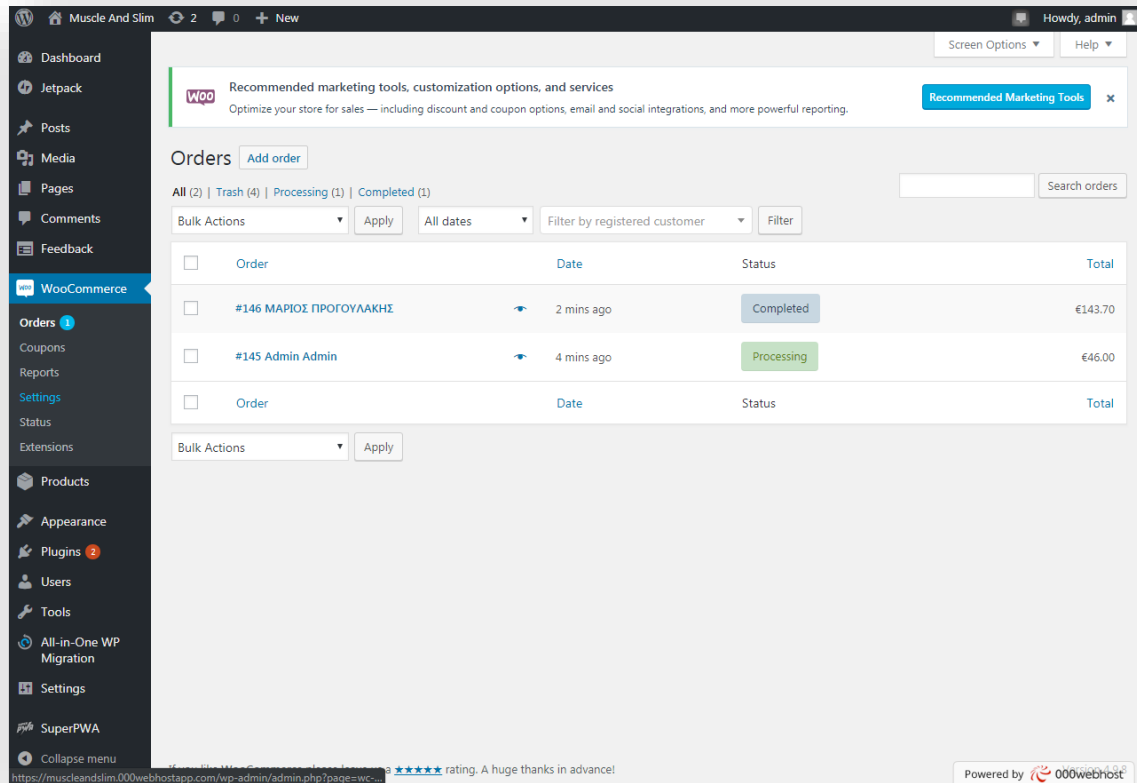 Muscle And Slim 2 0 + New Howdy, admin
Screen Options ▼ Help ▼
Dashboard
Jetpack
Posts
Media
Pages
Comments
Feedback
WooCommerce
Orders 1
Coupons
Reports
Settings
Status
Extensions
Products
Appearance
Plugins 2
Users
Tools
All-in-One WP
Migration
Settings
SuperPWA
Collapse menu
Woo
Recommended marketing tools, customization options, and services
Optimize your store for sales — including discount and coupon options, email and social integrations, and more powerful reporting.
Recommended Marketing Tools ×
Orders Add order
All (2) | Trash (4) | Processing (1) | Completed (1)
Search orders
Bulk Actions Apply All dates Filter by registered customer Filter
Order Date Status Total
#146 ΜΑΡΙΟΣ ΠΡΟΓΟΥΛΑΚΗΣ 2 mins ago Completed €143.70
#145 Admin Admin 4 mins ago Processing €46.00
Order Date Status Total
Bulk Actions Apply
a ★★★★★ rating. A huge thanks in advance!
https://muscleandslim.000webhostapp.com/wp-admin/admin.php?page=wc-...
Powered by 000webhost